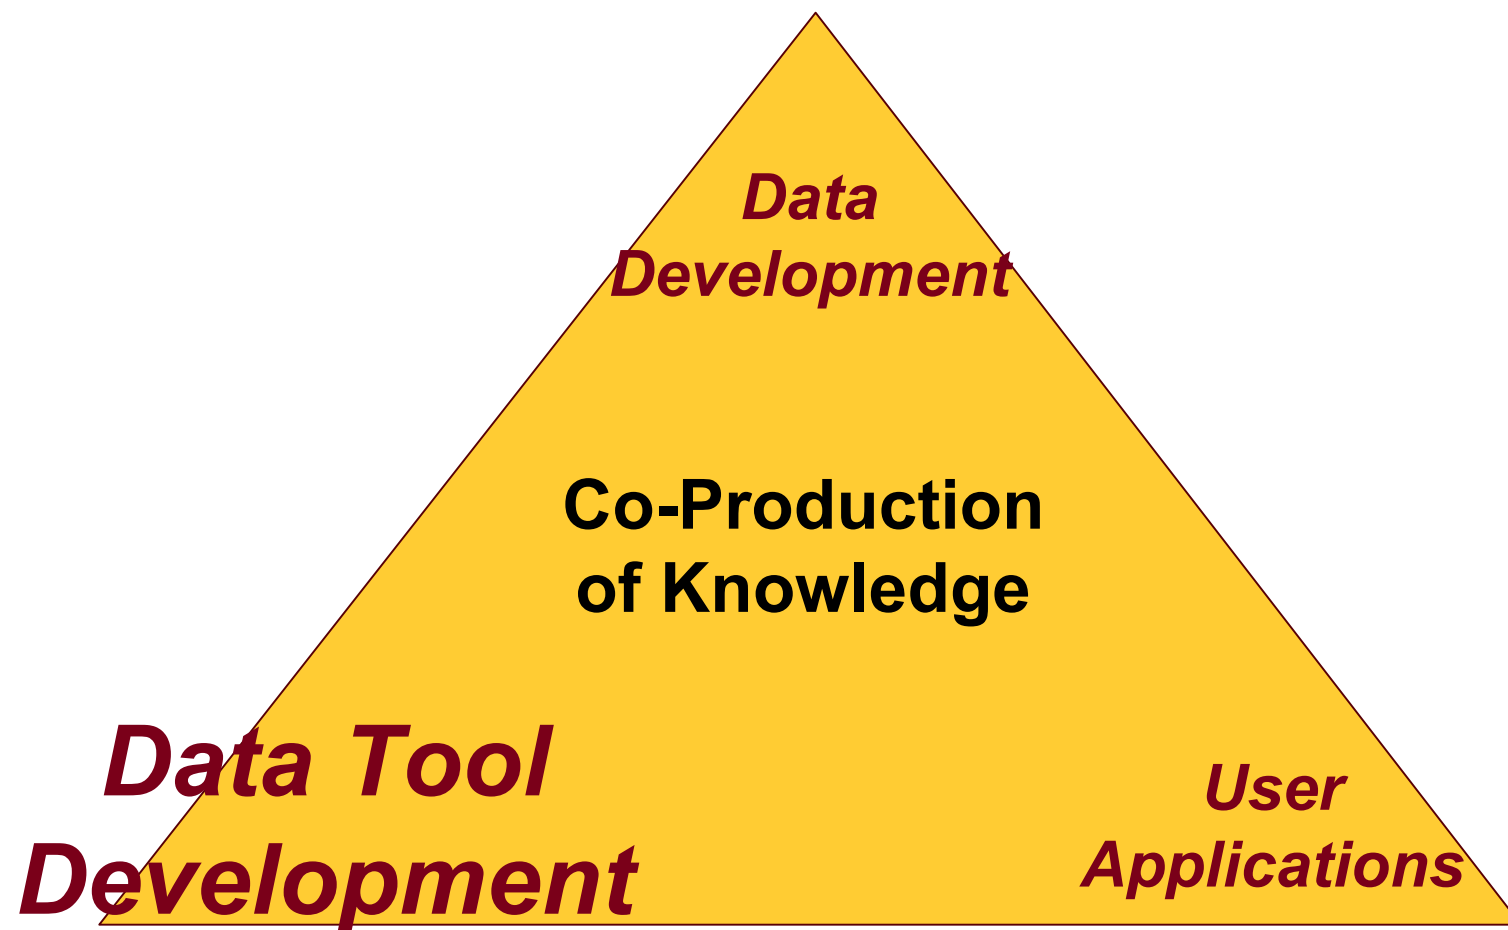 Data
Development
Co-Production
of Knowledge
Data Tool
Development
User
Applications